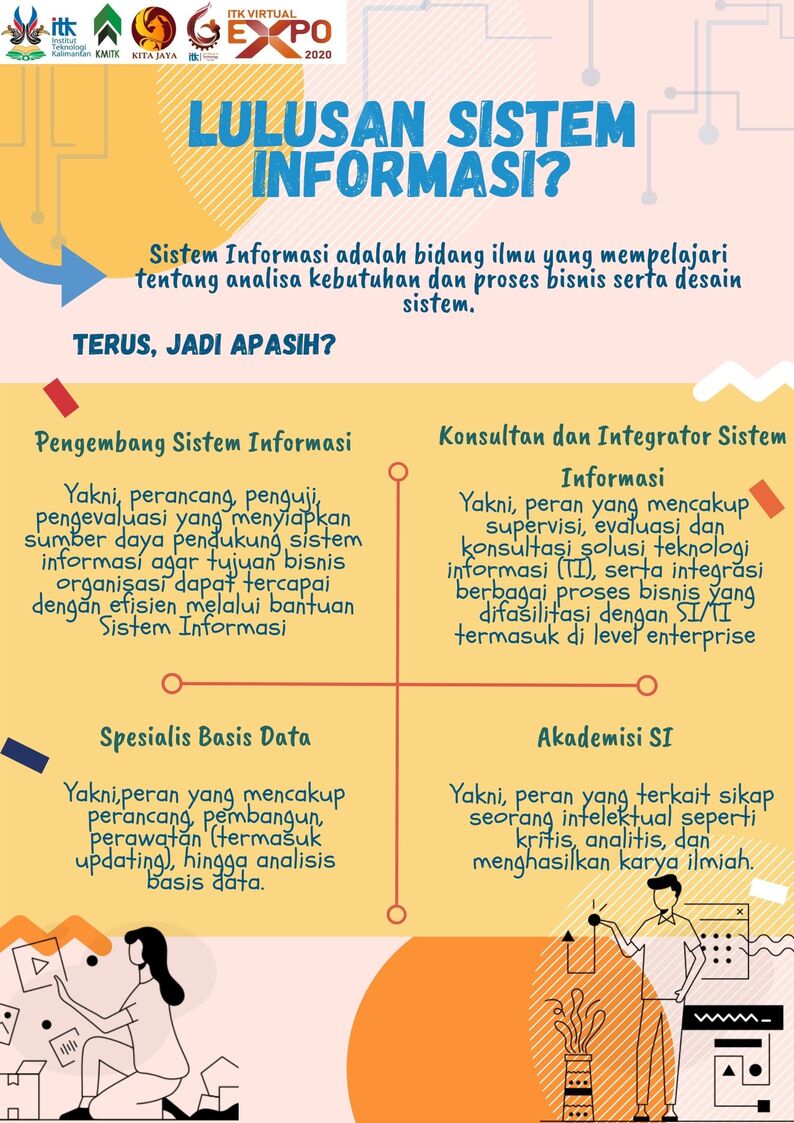 itk
Institut
Teknologi
Kalimantan
KMITK
KITA JAYA
itk
ITK VIRTUAL
EXPO
2020
LULUSAN SISTEM
INFORMASI?
Sistem Informasi adalah bidang ilmu yang mempelajari
tentang analisa kebutuhan dan proses bisnis serta desain
sistem.
TERUS, JADI APASIH?
Pengembang Sistem Informasi
Yakni, perancang, penguji,
pengevaluasi yang menyiapkan
sumber daya pendukung sistem
informasi agar tujuan bisnis
organisasi dapat tercapai
dengan efisien melalui bantuan
Sistem Informasi
Konsultan dan Integrator Sistem
Informasi
Yakni, peran yang mencakup
supervisi, evaluasi dan
konsultasi solusi teknologi
informasi (TI), serta integrasi
berbagai proses bisnis yang
difasilitasi dengan SI/TI
termasuk di level enterprise
Spesialis Basis Data
Yakni,peran yang mencakup
perancang, pembangun,
perawatan (termasuk
updating), hingga analisis
basis data.
Akademisi SI
Yakni, peran yang terkait sikap
seorang intelektual seperti
kritis, analitis, dan
menghasilkan karya ilmiah.